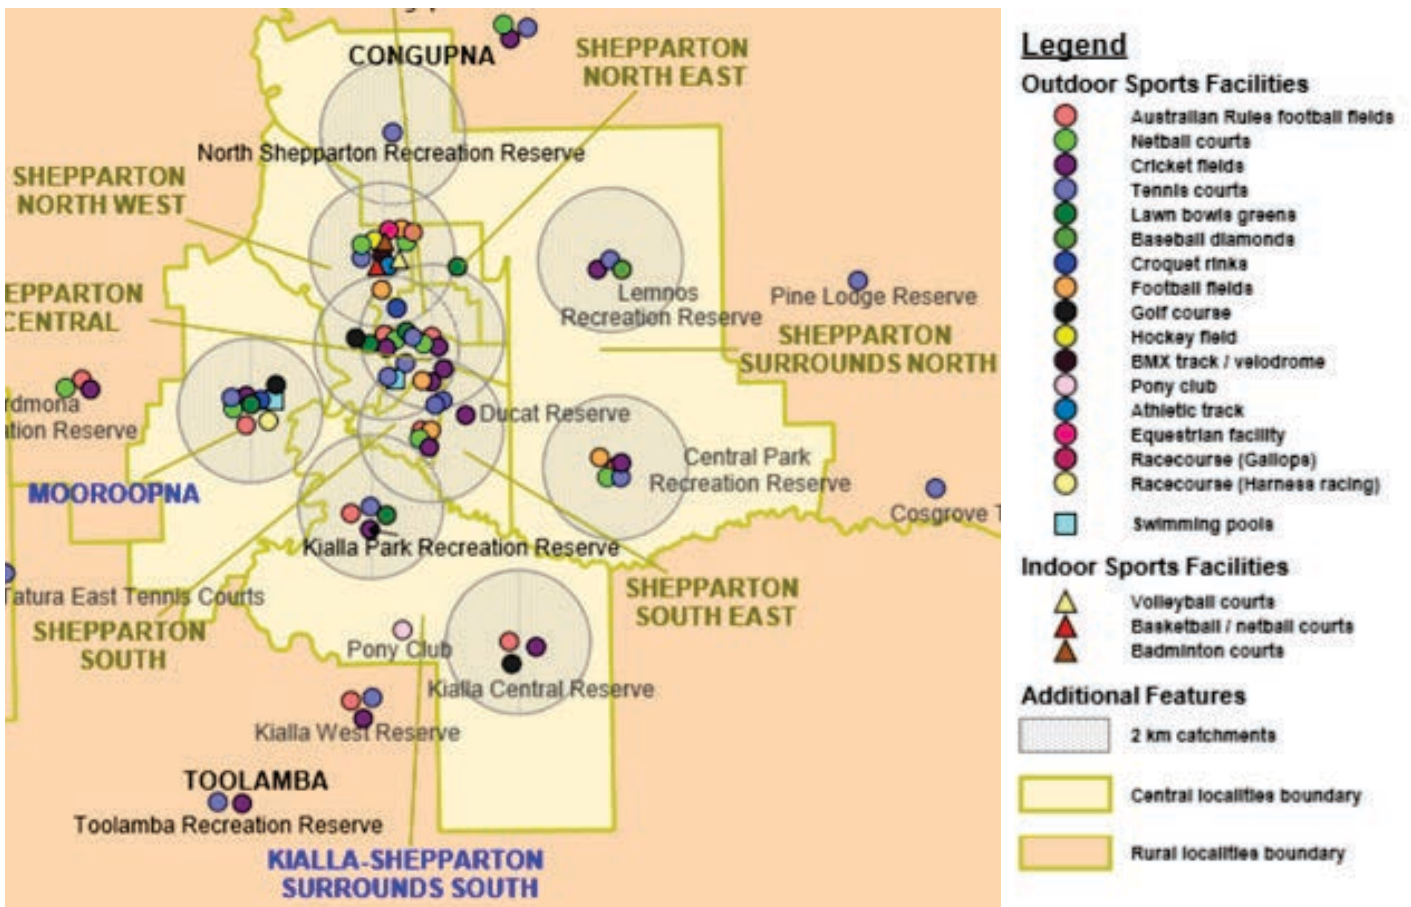 CONGUPNA
SHEPPARTON
NORTH EAST
North Shepparton Recreation Reserve
SHEPPARTON
NORTH WEST
Lemnos
Recreation Reserve
Pine Lodge Reserve
EPPARTON
CENTRAL
SHEPPARTON
SURROUNDS NORTH
rdmona
tion Reserve
Ducat Reserve
Central Park
Recreation Reserve
MOOROOPNA
Cosgrove T
Kialla Park Recreation Reserve
Tatura East Tennis Courts
SHEPPARTON
SOUTH EAST
SHEPPARTON
SOUTH
Pony Club
Kialla Central Reserve
Kialla West Reserve
TOOLAMBA
Toolamba Recreation Reserve
KIALLA-SHEPPARTON
SURROUNDS SOUTH
Legend
Outdoor Sports Facilities
Australian Rules football fields
Netball courts
Cricket fields
Tennis courts
Lawn bowls greens
Baseball diamonds
Croquet rinks
Football fields
Golf course
Hockey field
BMX track / velodrome
Pony club
Athletic track
Equestrian facility
Racecourse (Gallops)
Racecourse (Harness racing)
Swimming pools
Indoor Sports Facilities
Volleyball courts
Basketball / netball courts
Badminton courts
Additional Features
2 km catchments
Central localities boundary
Rural localities boundary